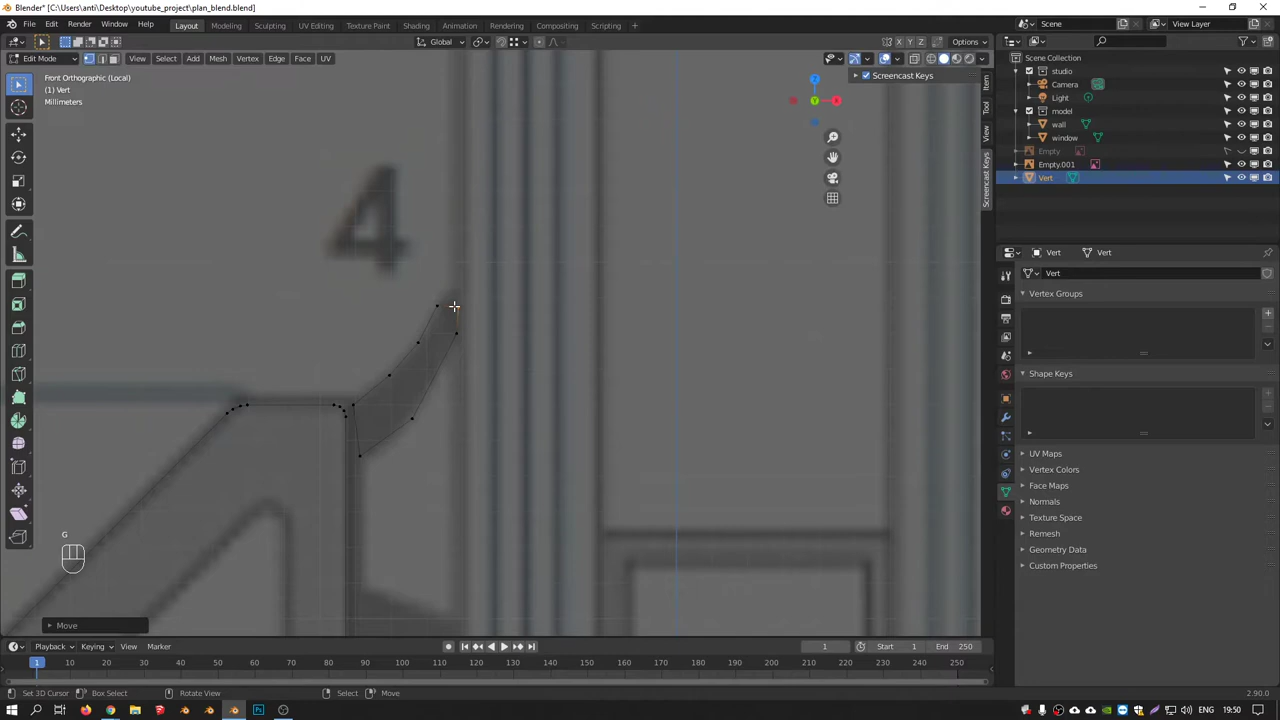 Blender* [C:\Users\anti\Desktop\youtube_project\plan_blend.blend]
File Edit Render Window Help Layout Modeling Sculpting UV Editing Texture Paint Shading Animation Rendering Compositing Scripting + Scene View Layer
Global Options
Edit Mode View Select Add Mesh Vertex Edge Face UV
Front Orthographic (Local)
(1) Vert
Millimeters
Screencast Keys
Z
X
Y
Item
Tool
View
Screencast Keys
4
G
Move
Scene Collection
studio
Camera
Light
model
wall
window
Empty
Empty.001
Vert
Vert Vert
Vert
Vertex Groups
Shape Keys
UV Maps
Vertex Colors
Face Maps
Normals
Texture Space
Remesh
Geometry Data
Custom Properties
Playback Keying View Marker 1 Start 1 End 250
1 10 20 30 40 50 60 70 80 90 100 110 120 130 140 150 160 170 180 190 200 210 220 230 240 250
Set 3D Cursor Box Select Rotate View Select Move 2.90.0
ENG 19:50